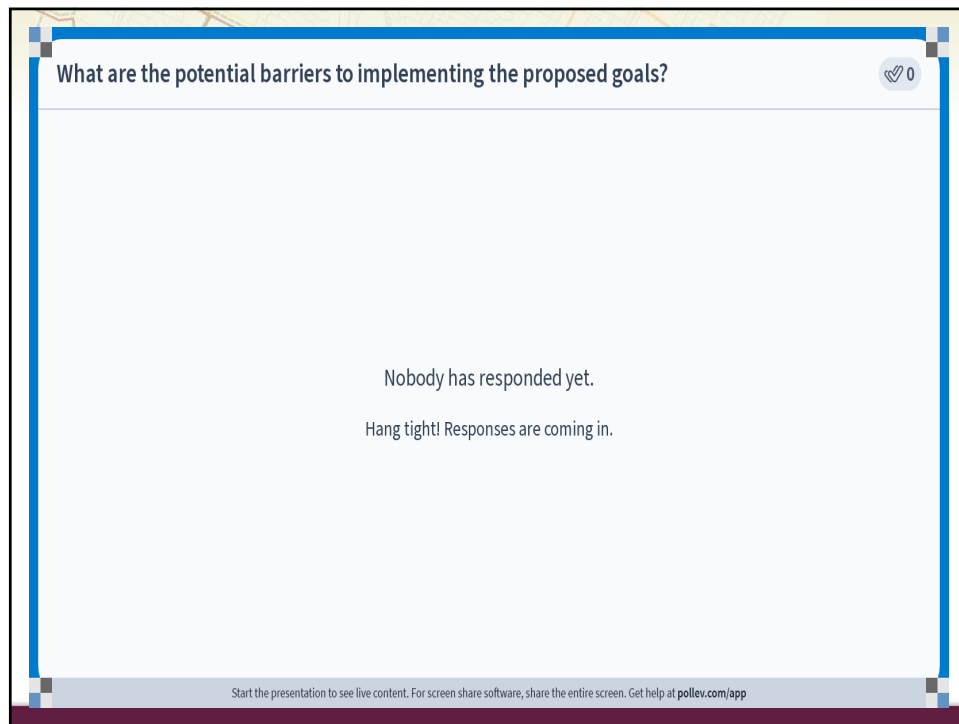 What are the potential barriers to implementing the proposed goals?
0
Nobody has responded yet.
Hang tight! Responses are coming in.
Start the presentation to see live content. For screen share software, share the entire screen. Get help at pollev.com/app